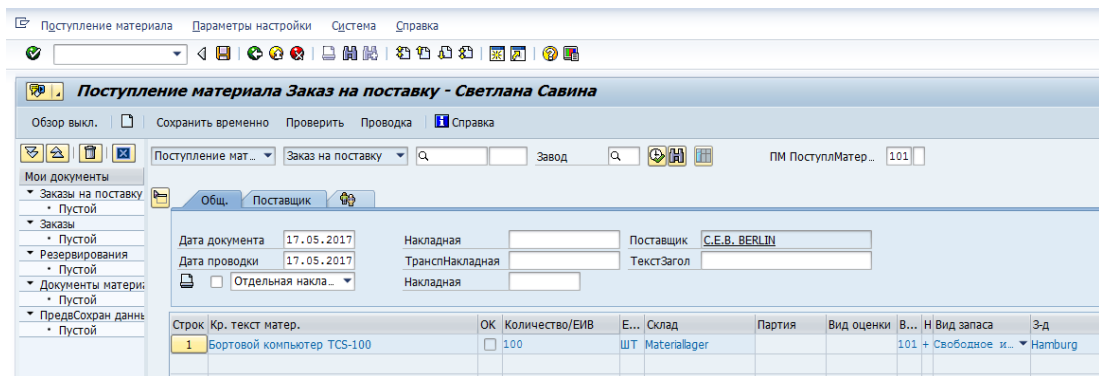 Поступление материала Параметры настройки Система Справка
Поступление материала Заказ на поставку - Светлана Савина
Обзор выкл. Сохранить временно Проверить Проводка Справка
Поступление мат... Заказ на поставку Завод ПМ ПоступлМатер... 101
Мои документы
Заказы на поставку
Пустой
Заказы
Пустой
Резервирования
Пустой
Документы материа
Пустой
ПредвСохран данны
Пустой
Общ. Поставщик
Дата документа 17.05.2017 Накладная Поставщик C.E.B. BERLIN
Дата проводки 17.05.2017 ТранспНакладная ТекстЗагол
Отдельная накла... Накладная
Строк Кр. текст матер. OK Количество/ЕИВ Е... Склад Партия Вид оценки В... Н Вид запаса З-д
1 Бортовой компьютер TCS-100 100 ШТ Materiallager 101 + Свободное и... Hamburg